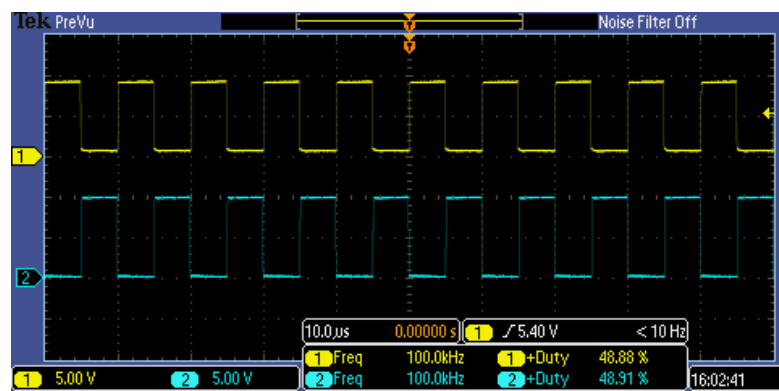 Tek PreVu Noise Filter Off
T
T
1
2
10.0μs 0.00000 s 1 5.40 V < 10 Hz
1 Freq 100.0kHz 1 +Duty 48.88 %
2 Freq 100.0kHz 2 +Duty 48.91 %
1 5.00 V 2 5.00 V 16:02:41